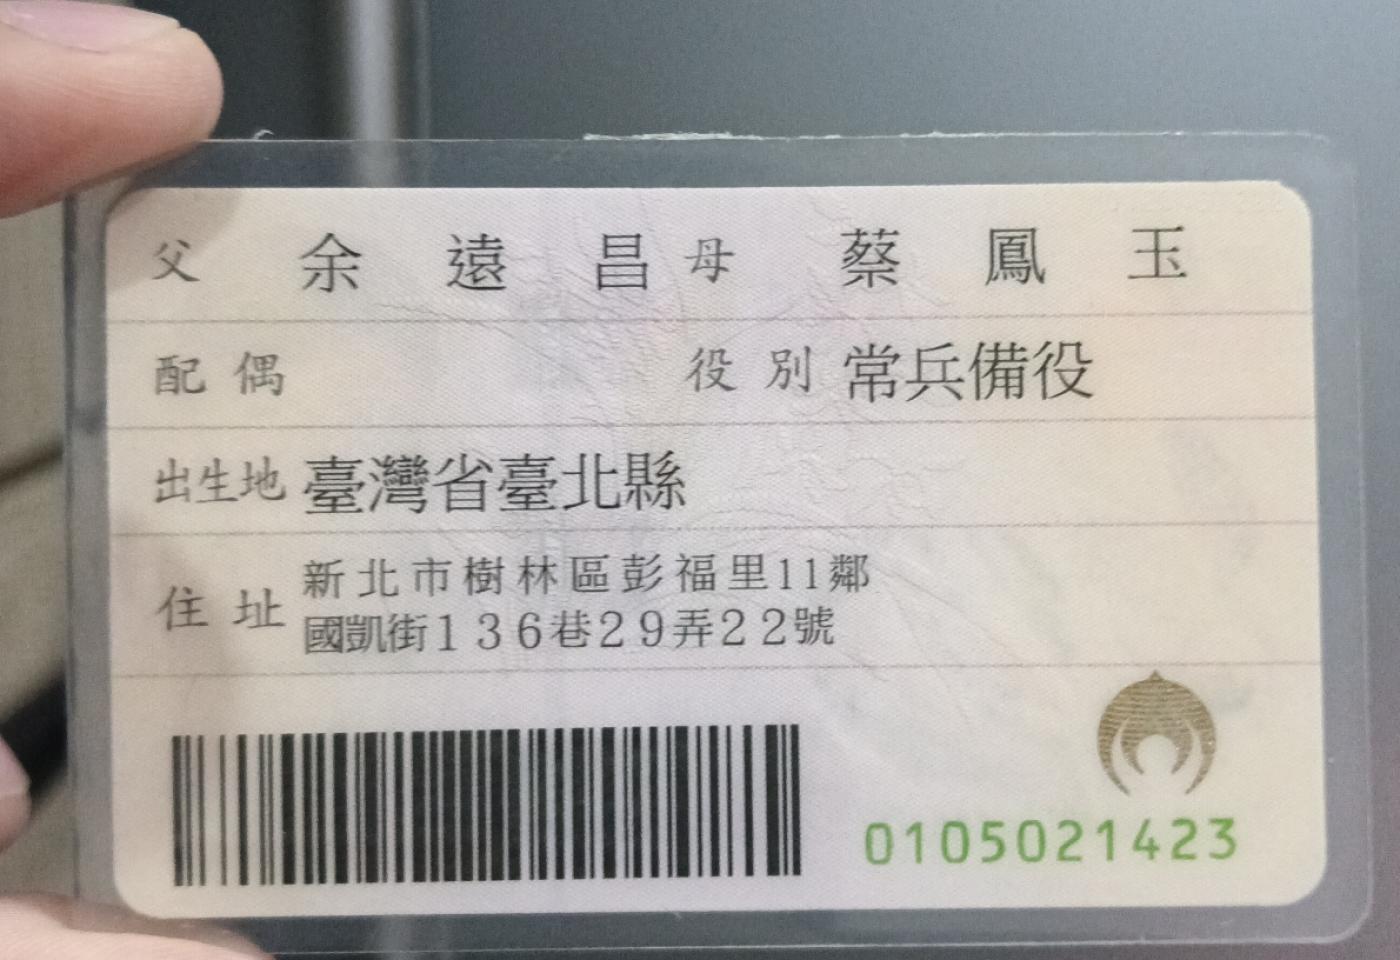 父 余遠昌 母 蔡鳳玉
配偶 役別 常兵備役
出生地 臺灣省臺北縣
住址 新北市樹林區彭福里11鄰
國凱街136巷29弄22號
0105021423